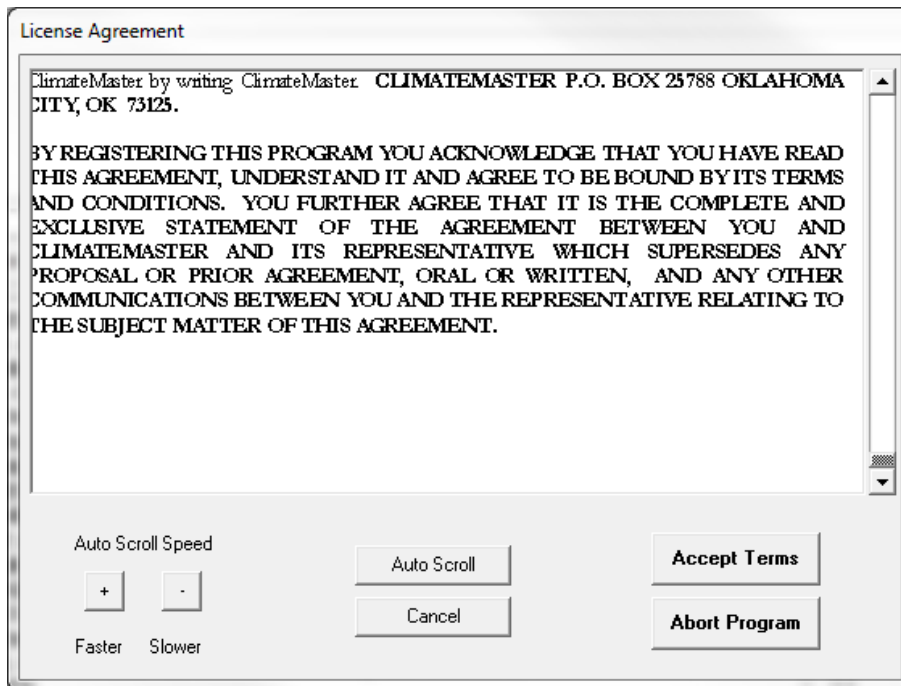 License Agreement
ClimateMaster by writing ClimateMaster. CLIMATEMASTER P.O. BOX 25788 OKLAHOMA
CITY, OK 73125.
BY REGISTERING THIS PROGRAM YOU ACKNOWLEDGE THAT YOU HAVE READ
THIS AGREEMENT, UNDERSTAND IT AND AGREE TO BE BOUND BY ITS TERMS
AND CONDITIONS. YOU FURTHER AGREE THAT IT IS THE COMPLETE AND
EXCLUSIVE STATEMENT OF THE AGREEMENT BETWEEN YOU AND
CLIMATEMASTER AND ITS REPRESENTATIVE WHICH SUPERSEDES ANY
PROPOSAL OR PRIOR AGREEMENT, ORAL OR WRITTEN, AND ANY OTHER
COMMUNICATIONS BETWEEN YOU AND THE REPRESENTATIVE RELATING TO
THE SUBJECT MATTER OF THIS AGREEMENT.
Auto Scroll Speed
+ -
Faster Slower
Auto Scroll
Cancel
Accept Terms
Abort Program